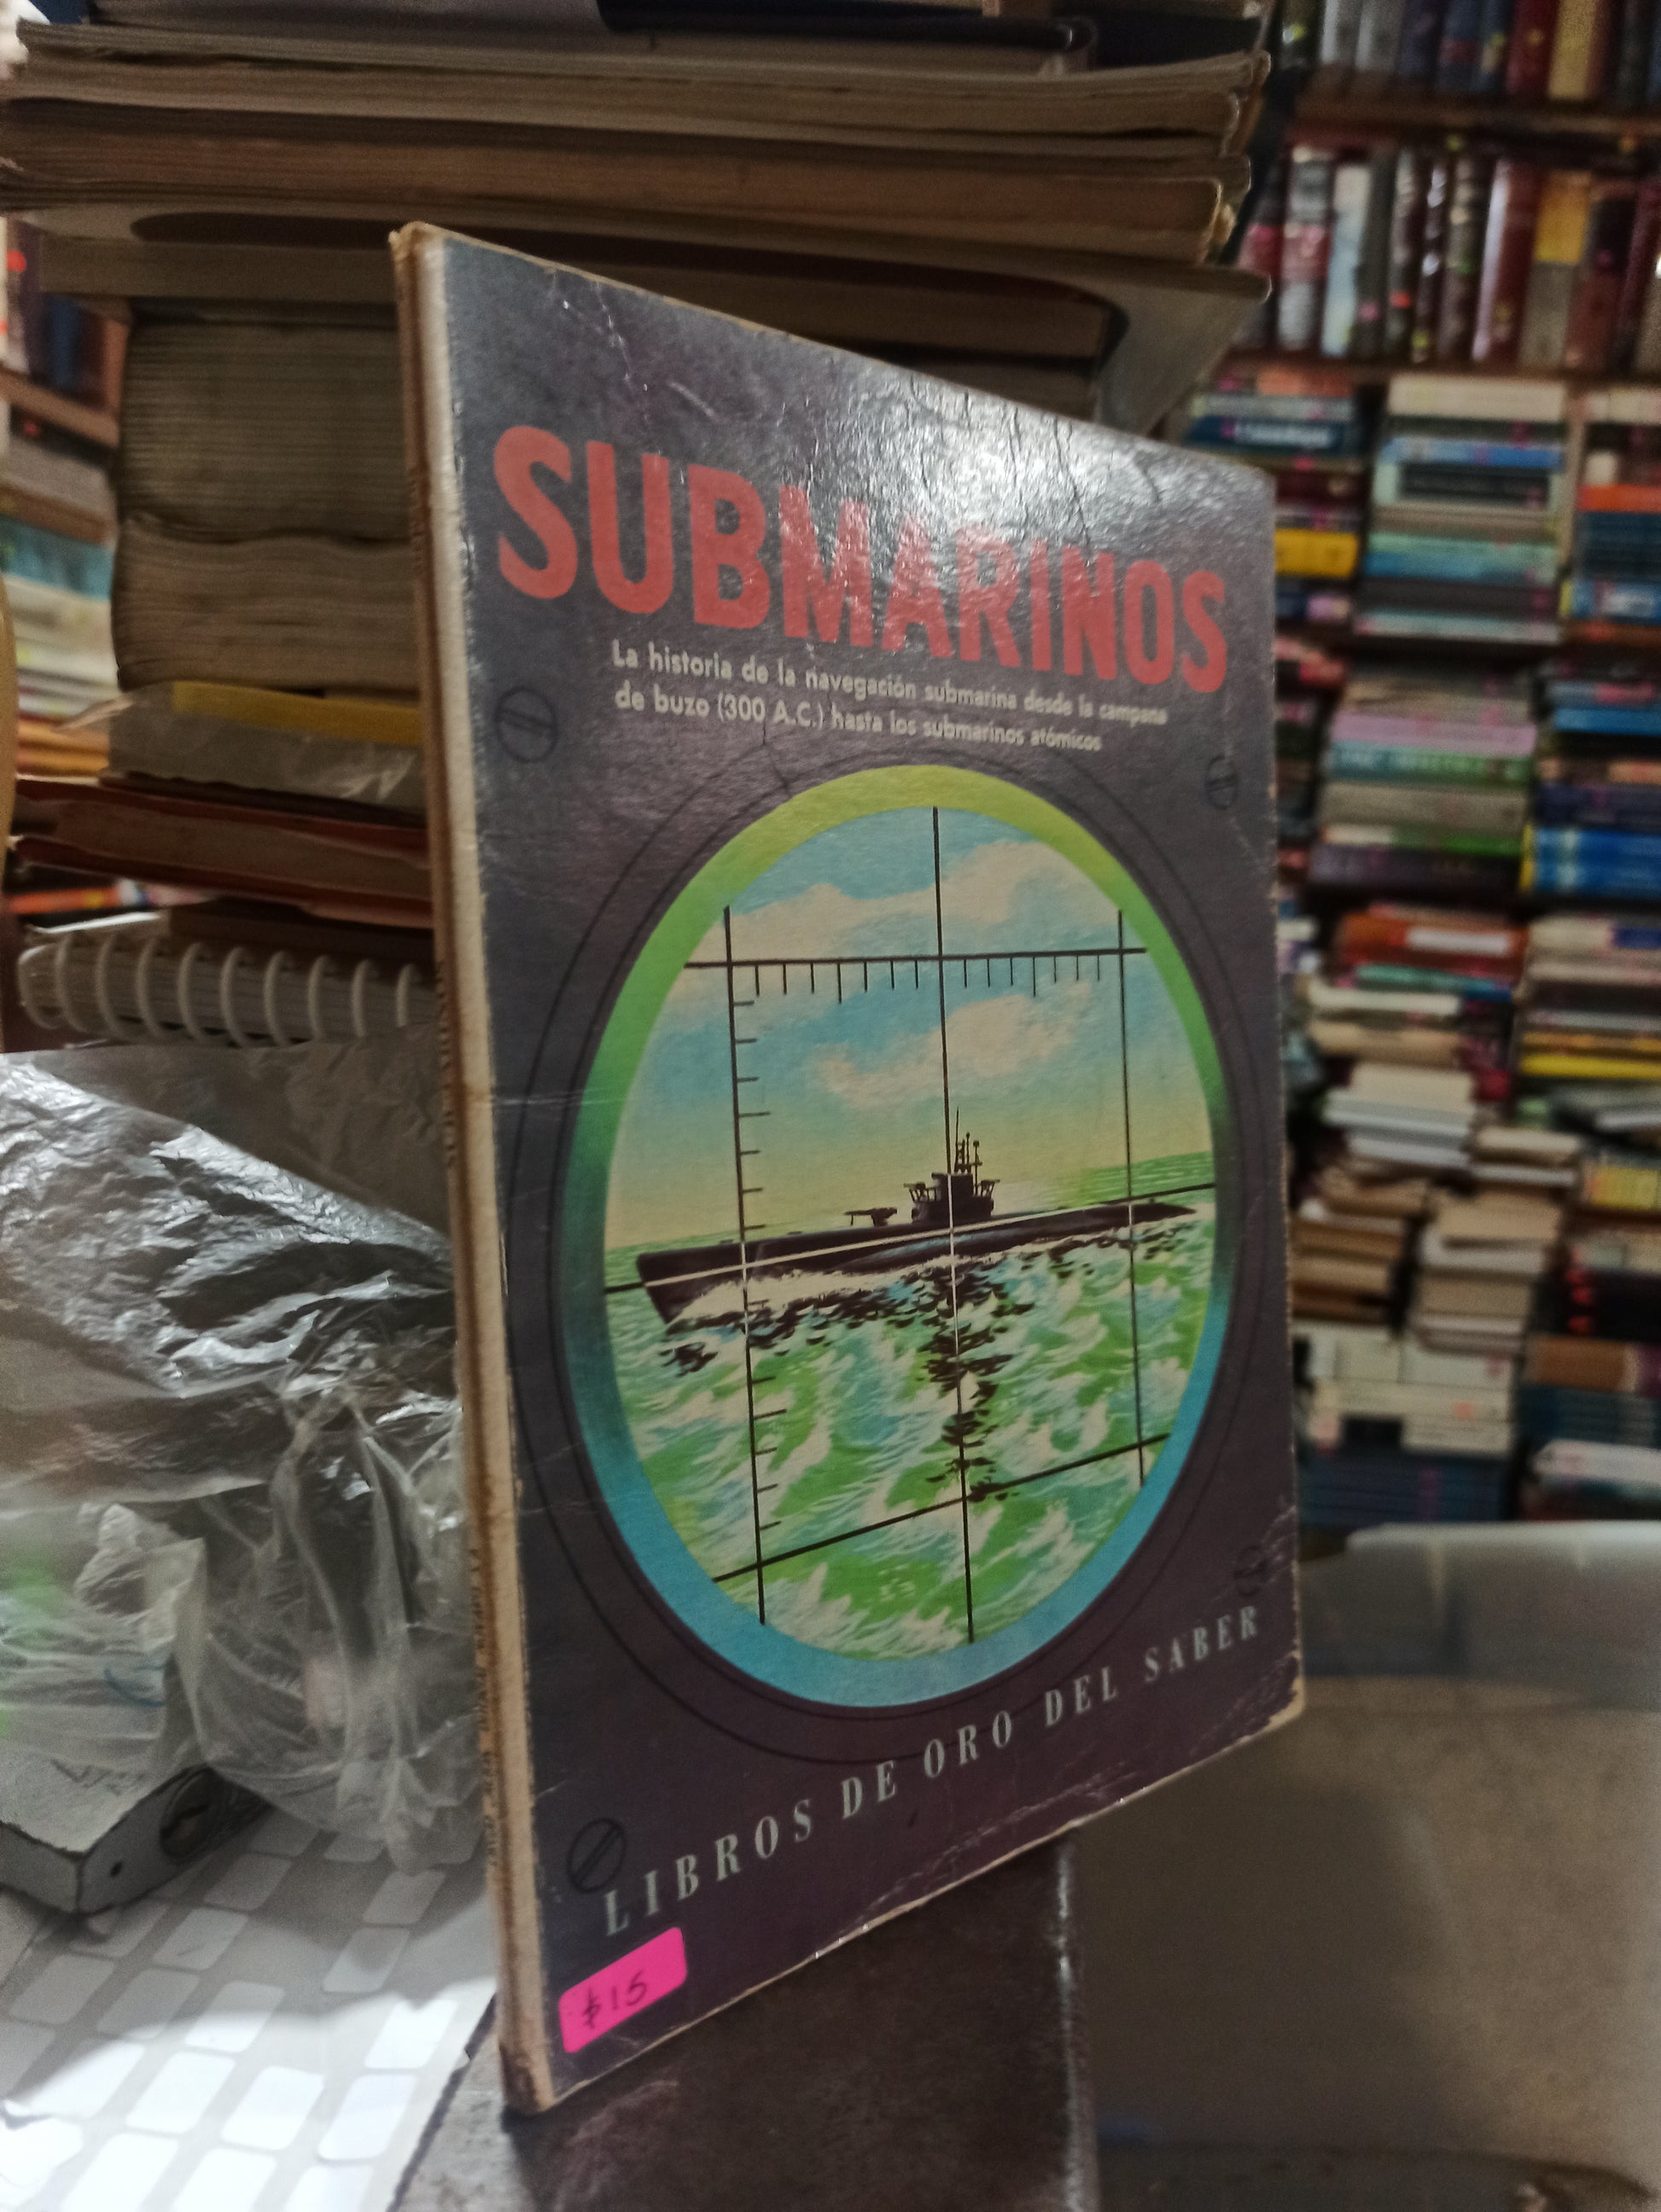 SUBMARINOS
La historia de la navegación submarina desde la campana
de buzo (300 A.C.) hasta los submarinos atómicos
LIBROS DE ORO DEL SABER
$15